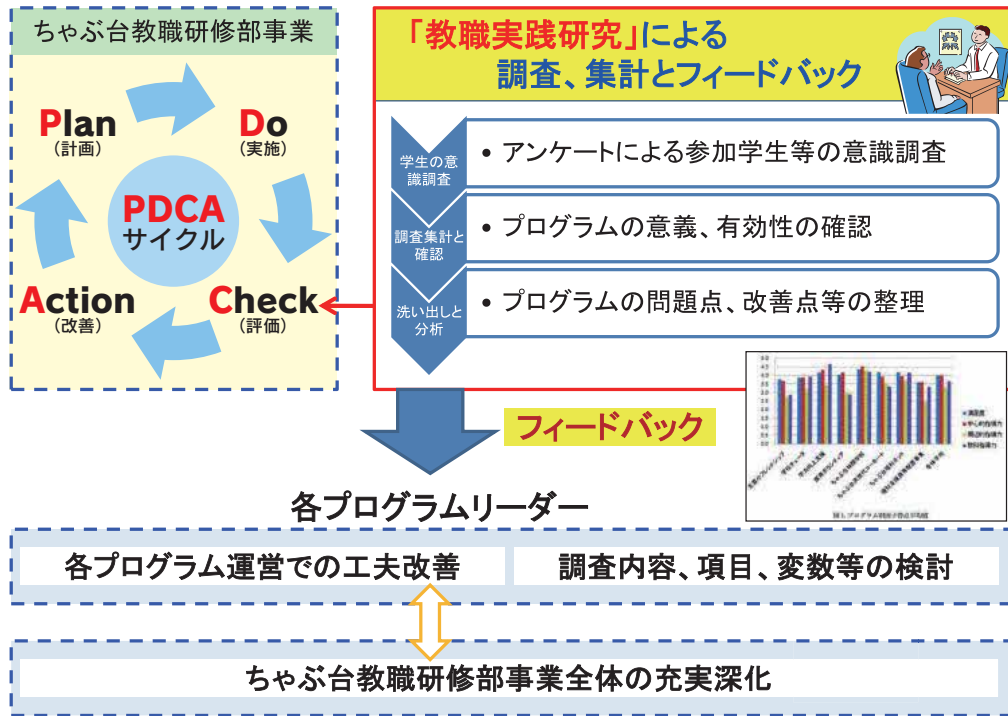 ちゃぶ台教職研修部事業
Plan
(計画)
Do
(実施)
PDCA
サイクル
Action
(改善)
Check
(評価)
「教職実践研究」による
調査、集計とフィードバック
学生の意
識調査
• アンケートによる参加学生等の意識調査
調査集計と
確認
• プログラムの意義、有効性の確認
洗い出しと
分析
• プログラムの問題点、改善点等の整理
フィードバック
各プログラムリーダー
各プログラム運営での工夫改善
調査内容、項目、変数等の検討
ちゃぶ台教職研修部事業全体の充実深化